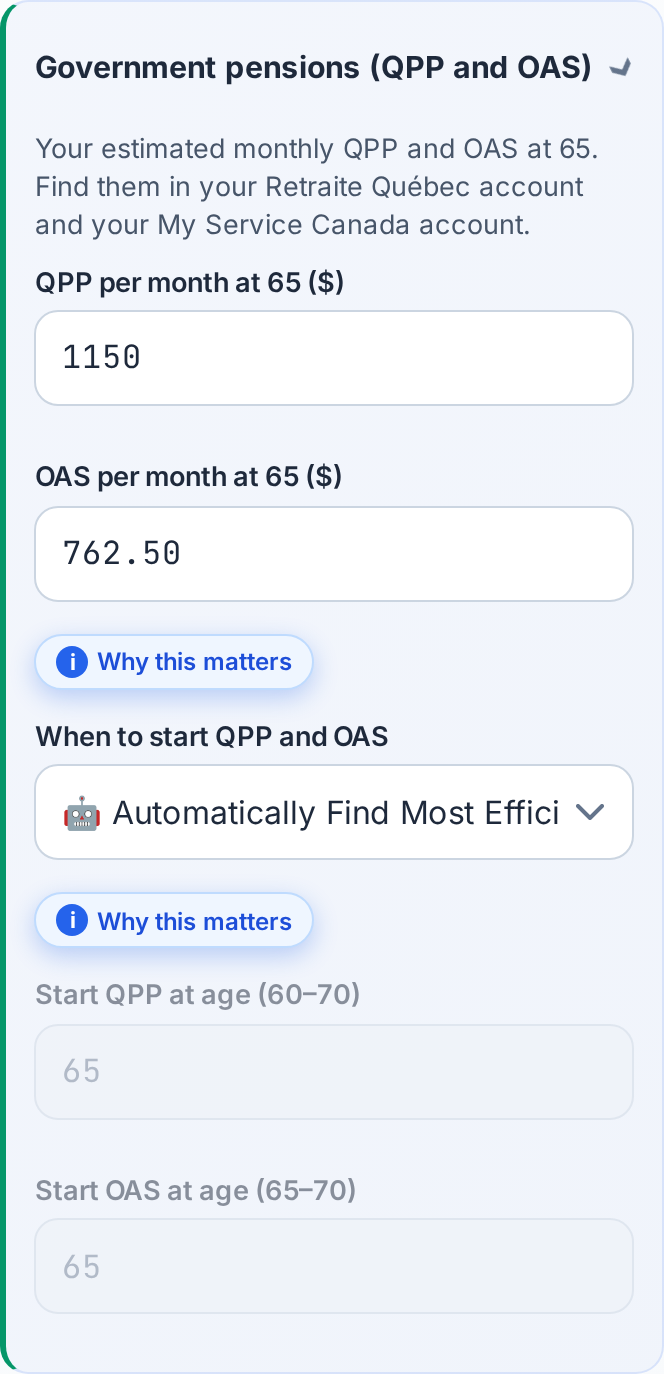 Government pensions (QPP and OAS)
Your estimated monthly QPP and OAS at 65.
Find them in your Retraite Québec account
and your My Service Canada account.
QPP per month at 65 ($)
1150
OAS per month at 65 ($)
762.50
i Why this matters
When to start QPP and OAS
🤖 Automatically Find Most Effici
i Why this matters
Start QPP at age (60–70)
65
Start OAS at age (65–70)
65